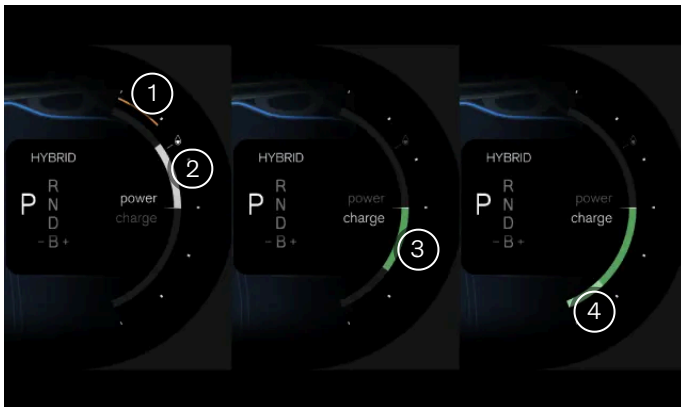 1
2
HYBRID
P
R
N
D
- B +
power
charge
HYBRID
P
R
N
D
- B +
power
charge
3
HYBRID
P
R
N
D
- B +
power
charge
4